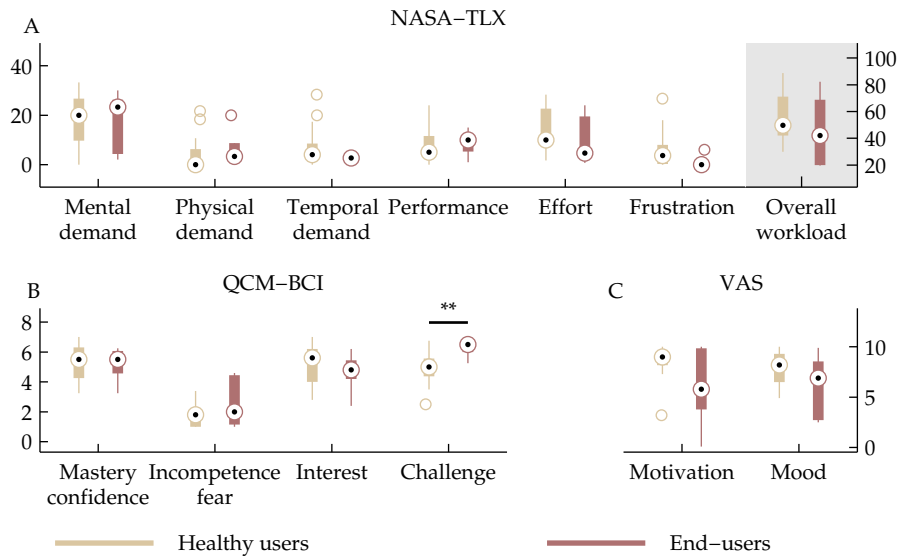 NASA–TLX
A
40
20
0
100
80
60
40
20
Mental demand
Physical demand
Temporal demand
Performance
Effort
Frustration
Overall workload
QCM–BCI
B
8
6
4
2
0
**
Mastery confidence
Incompetence fear
Interest
Challenge
VAS
C
10
5
0
Motivation
Mood
Healthy users
End–users